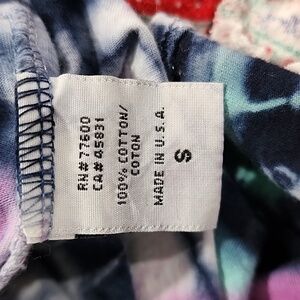 RN# 77600
CA# 45831
100% COTTON/
COTON
MADE IN U.S.A.
S